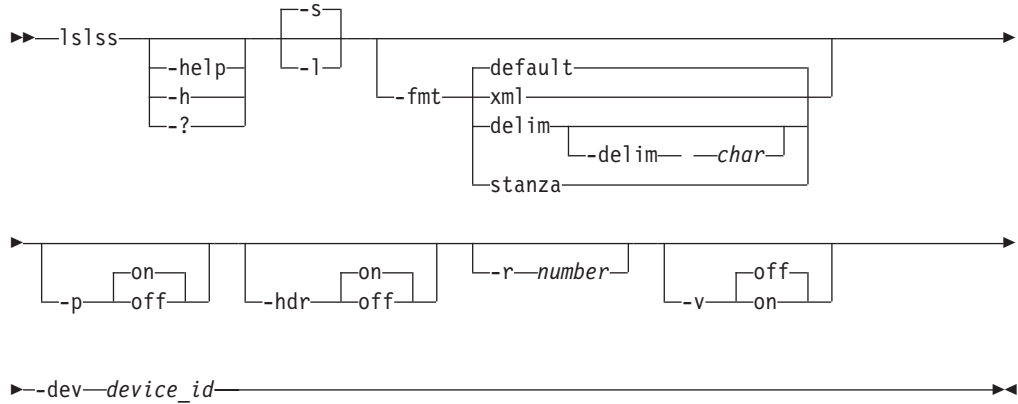 -s
lslss
-help -l default
-h -fmt xml
-? delim
-delim char
stanza
on on -r number off
-p off -hdr off -v on
-dev device_id